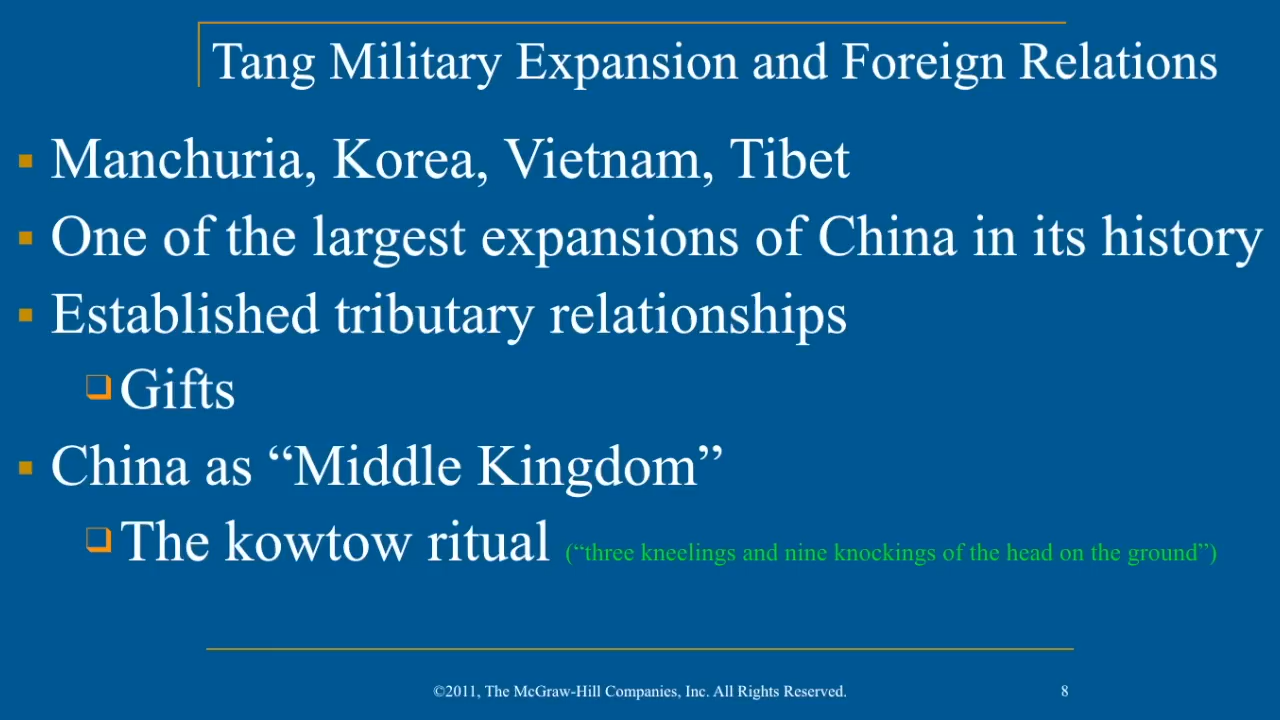 Tang Military Expansion and Foreign Relations
Manchuria, Korea, Vietnam, Tibet
One of the largest expansions of China in its history
Established tributary relationships
Gifts
China as “Middle Kingdom”
The kowtow ritual (“three kneelings and nine knockings of the head on the ground”)
©2011, The McGraw-Hill Companies, Inc. All Rights Reserved. 8